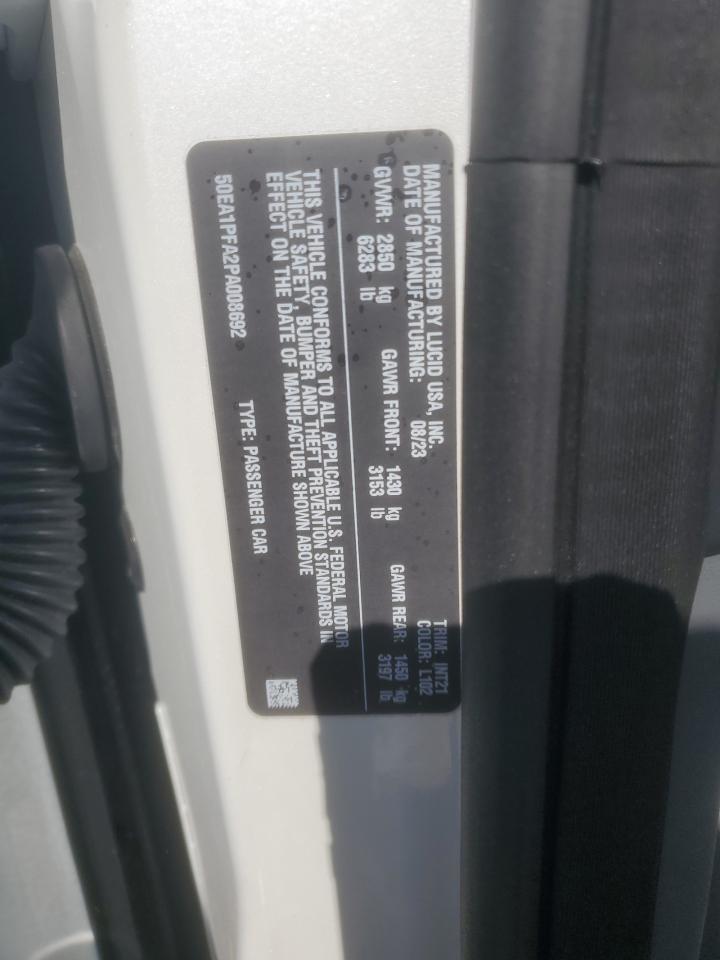 MANUFACTURED BY LUCID USA, INC. TRIM: INT21
DATE OF MANUFACTURING: 08/23 COLOR: L102
GVWR: 2850 kg GAWR FRONT: 1430 kg GAWR REAR: 1450 kg
6283 lb 3153 lb 3197 lb
THIS VEHICLE CONFORMS TO ALL APPLICABLE U.S. FEDERAL MOTOR
VEHICLE SAFETY, BUMPER AND THEFT PREVENTION STANDARDS IN
EFFECT ON THE DATE OF MANUFACTURE SHOWN ABOVE
50EA1PFA2PA008692 TYPE: PASSENGER CAR